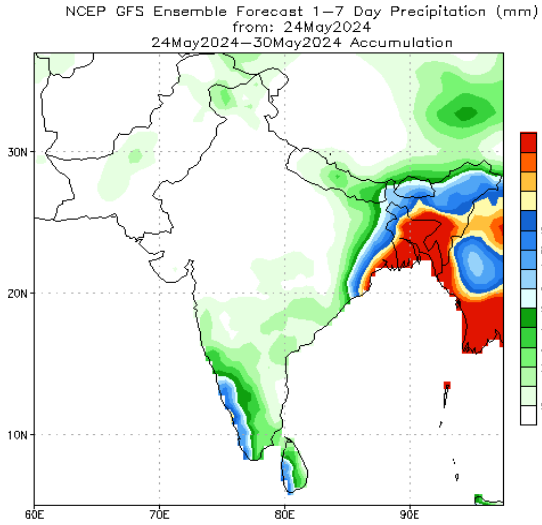 NCEP GFS Ensemble Forecast 1-7 Day Precipitation (mm)
from: 24May2024
24May2024-30May2024 Accumulation
30N
20N
10N
60E
70E
80E
90E